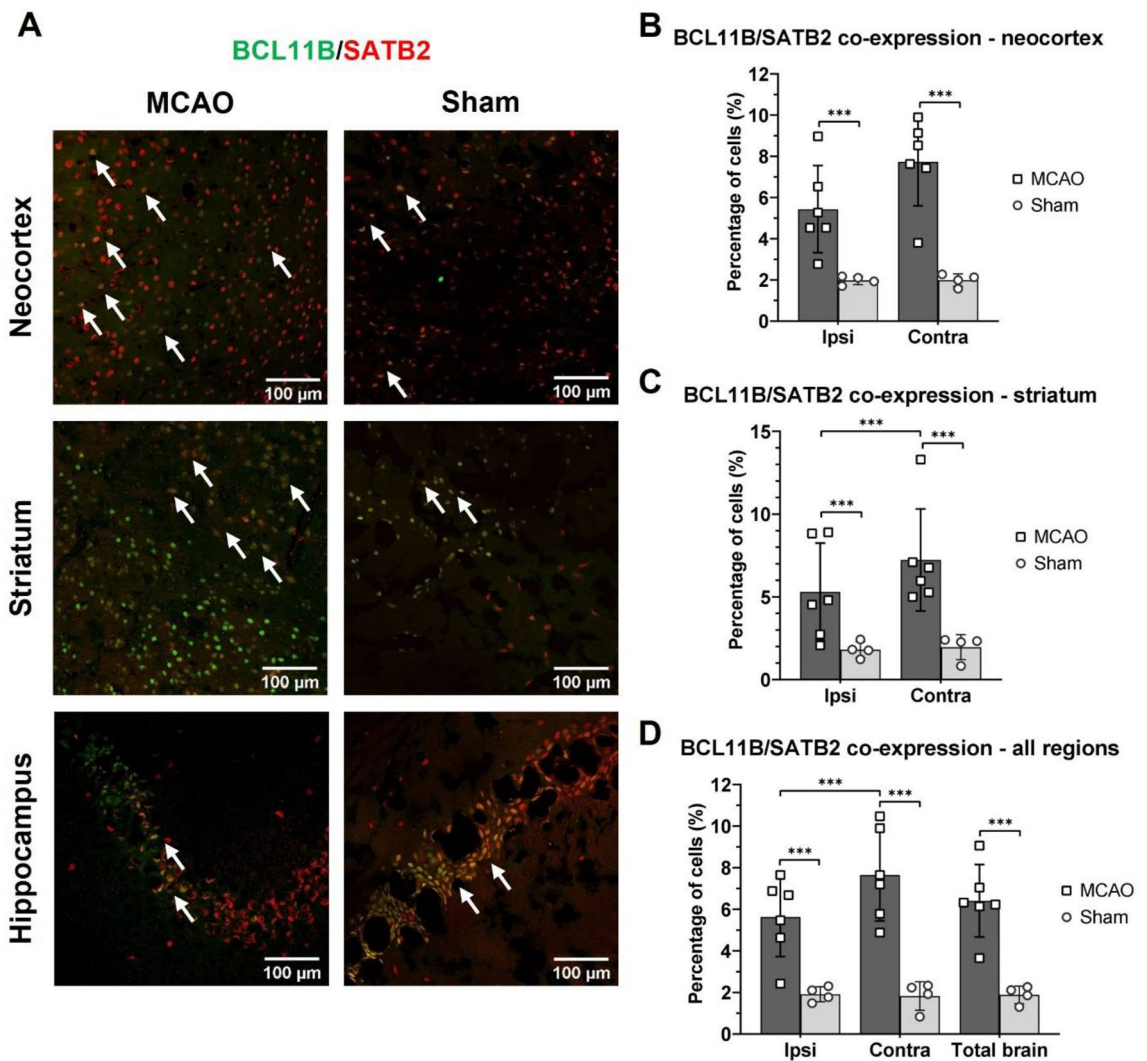 A
BCL11B/SATB2
MCAO
Sham
Neocortex
100 µm
100 µm
Striatum
100 µm
100 µm
Hippocampus
100 µm
100 µm
B
BCL11B/SATB2 co-expression - neocortex
Percentage of cells (%)
12
10
8
6
4
2
0
***
***
Ipsi
Contra
MCAO
Sham
C
BCL11B/SATB2 co-expression - striatum
Percentage of cells (%)
15
10
5
0
***
***
***
Ipsi
Contra
MCAO
Sham
D
BCL11B/SATB2 co-expression - all regions
Percentage of cells (%)
12
10
8
6
4
2
0
***
***
***
***
Ipsi
Contra
Total brain
MCAO
Sham